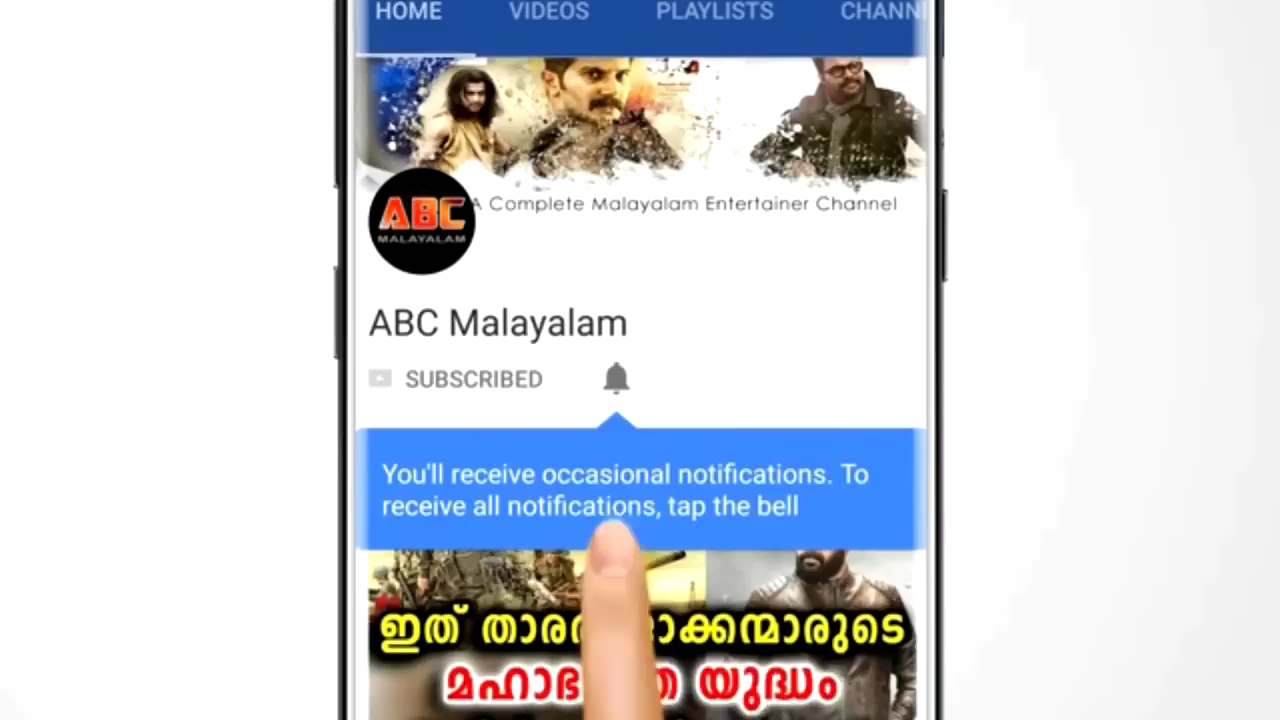 HOME VIDEOS PLAYLISTS
A Complete Malayalam Entertainer Channel
ABC
MALAYALAM
ABC Malayalam
SUBSCRIBED
You'll receive occasional notifications. To
receive all notifications, tap the bell
ഇത്
യുദ്ധം